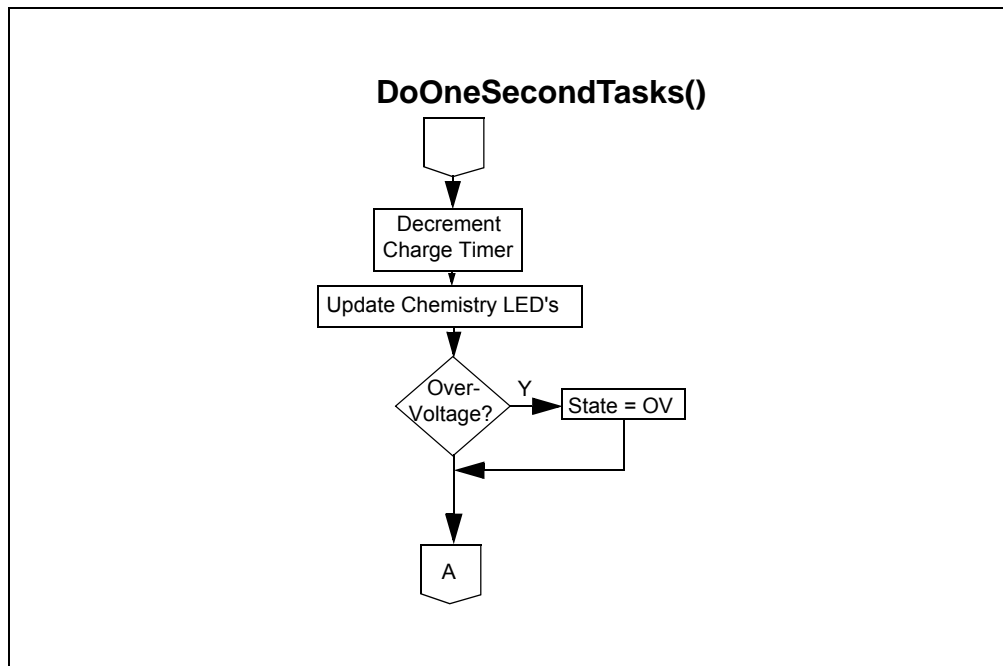 DoOneSecondTasks()
Decrement
Charge Timer
Update Chemistry LED's
Over-
Voltage?
Y
State = OV
A